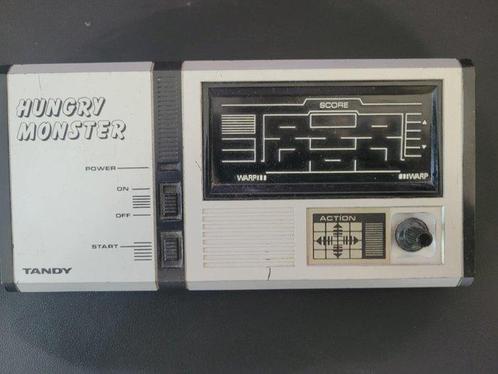 HUNGRY
MONSTER
POWER
ON
OFF
START
TANDY
SCORE
WARP
WARP
ACTION